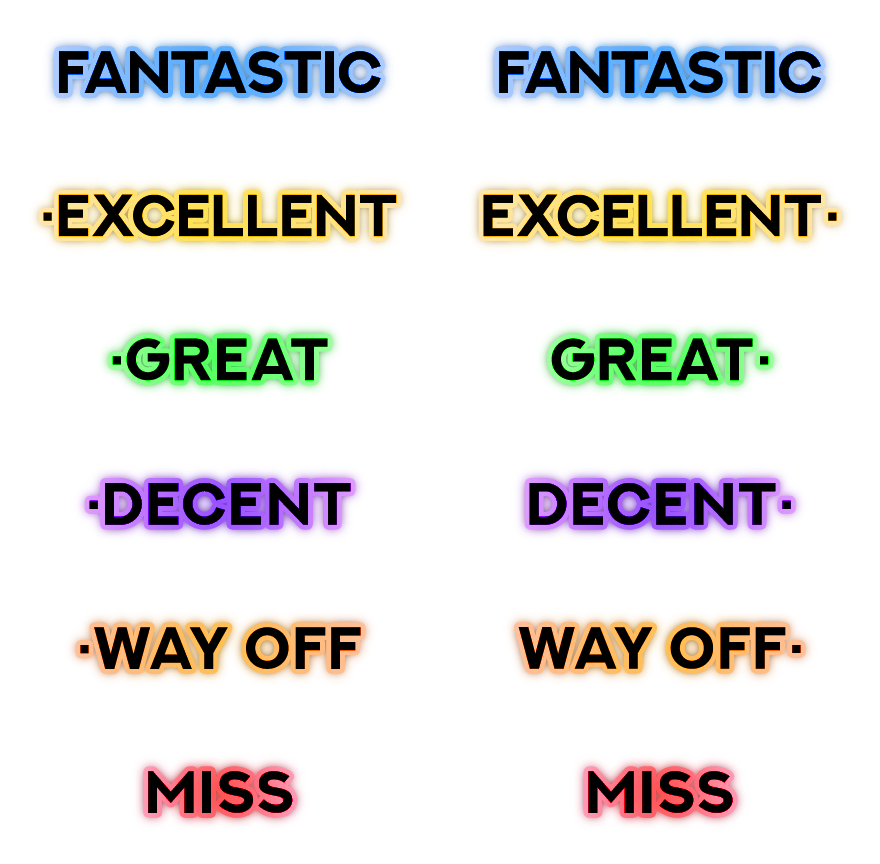 FANTASTIC FANTASTIC
·EXCELLENT EXCELLENT·
·GREAT GREAT·
·DECENT DECENT·
·WAY OFF WAY OFF·
MISS MISS